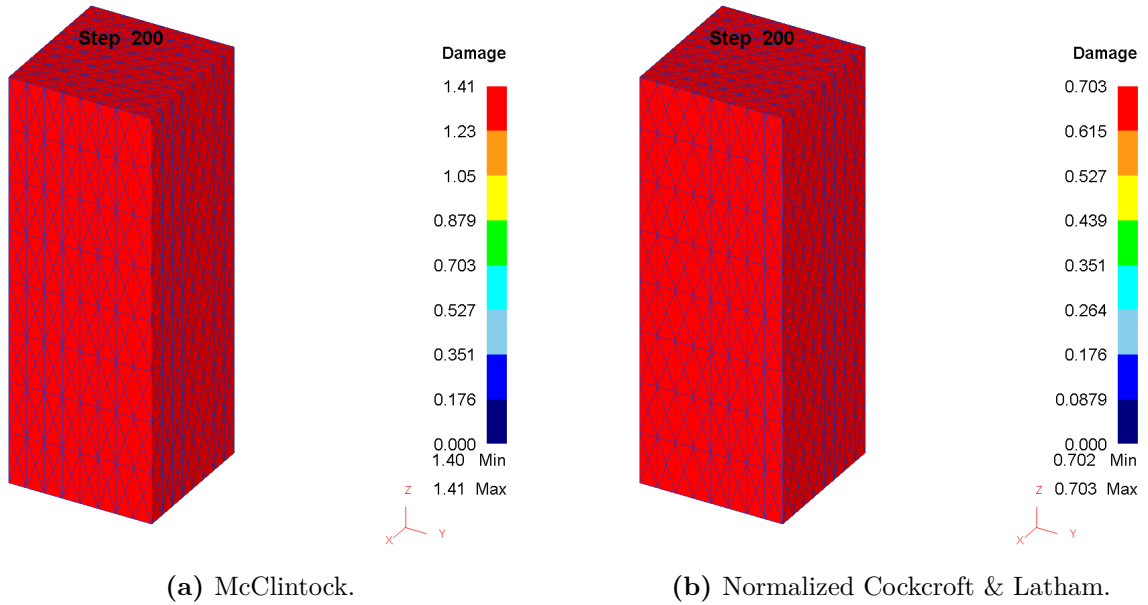 Step 200
Damage
1.41
1.23
1.05
0.879
0.703
0.527
0.351
0.176
0.000
1.40 Min
1.41 Max
Z
X Y
(a) McClintock.
Step 200
Damage
0.703
0.615
0.527
0.439
0.351
0.264
0.176
0.0879
0.000
0.702 Min
0.703 Max
Z
X Y
(b) Normalized Cockcroft & Latham.